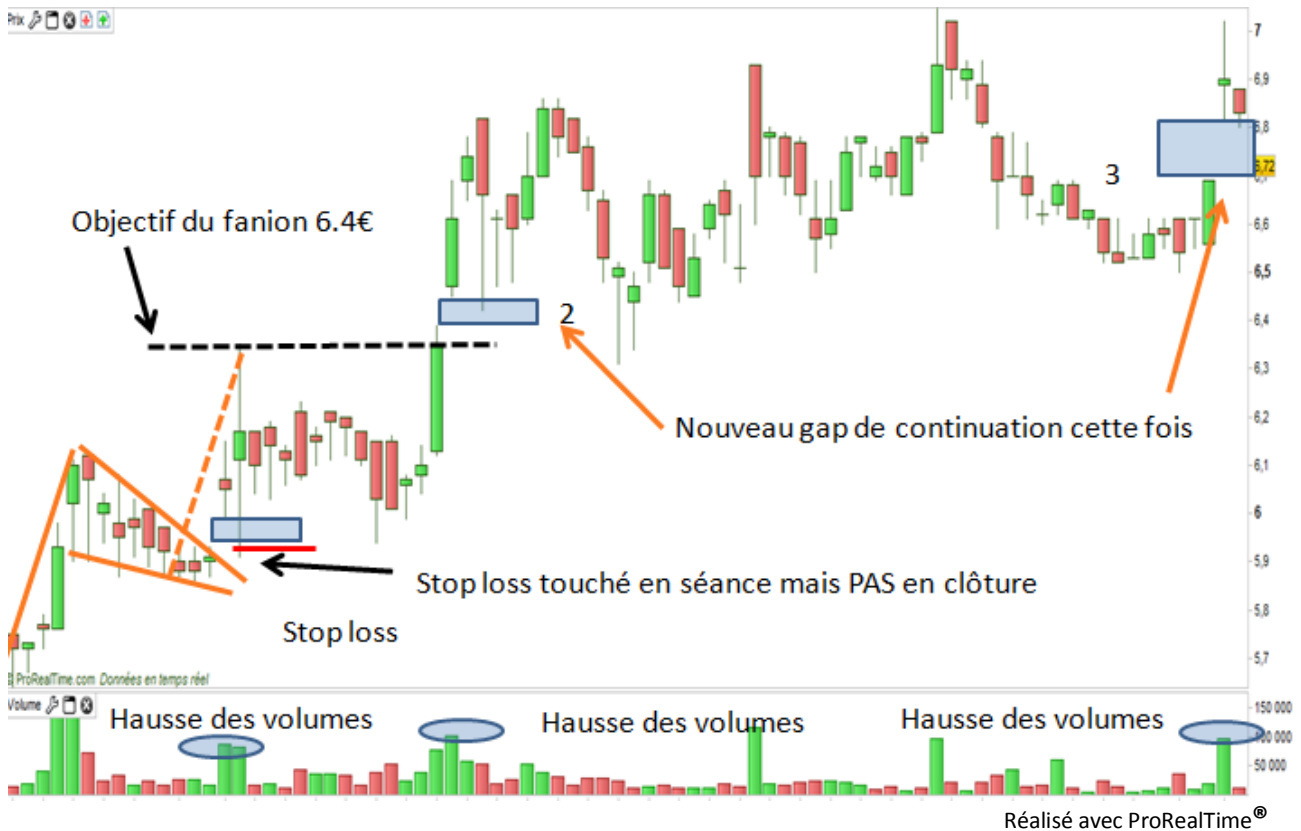 Prix
7
6,9
6,8
6,72
6,6
6,5
6,4
6,3
6,2
6,1
6
5,9
5,8
5,7
Objectif du fanion 6.4€
2
3
Nouveau gap de continuation cette fois
Stop loss touché en séance mais PAS en clôture
Stop loss
ProRealTime.com Données en temps réel
Volume
Hausse des volumes
Hausse des volumes
Hausse des volumes
150 000
100 000
50 000
Réalisé avec ProRealTime®